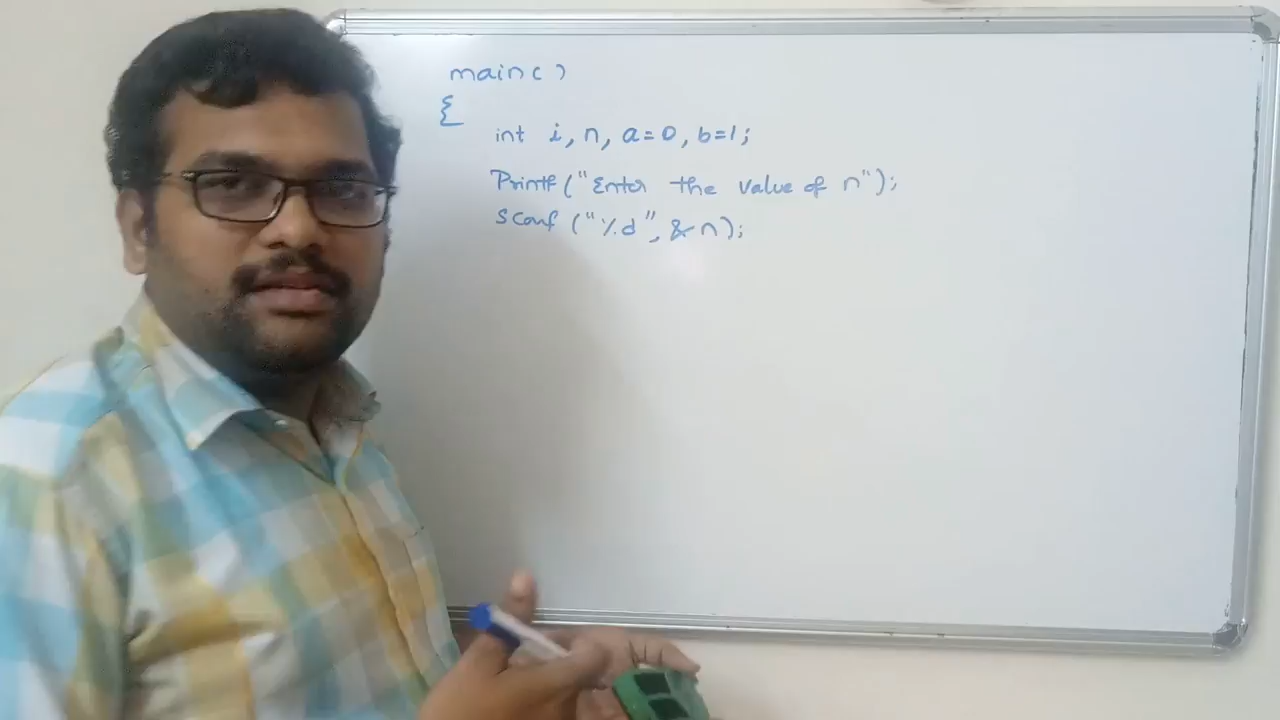 main()
{
int i, n, a=0, b=1;
Printf("Enter the value of n");
Scanf ("%d", &n);